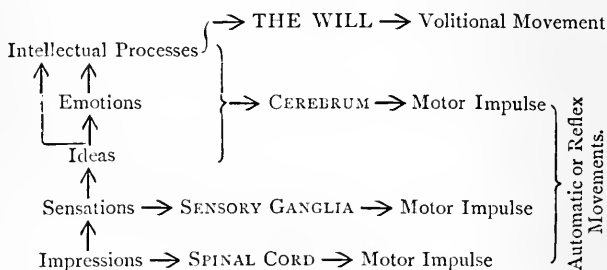 THE WILL → Volitional Movement
Intellectual Processes
Emotions
CEREBRUM → Motor Impulse
Ideas
Sensations → SENSORY GANGLIA → Motor Impulse
Impressions → SPINAL CORD → Motor Impulse
Automatic or Reflex
Movements.